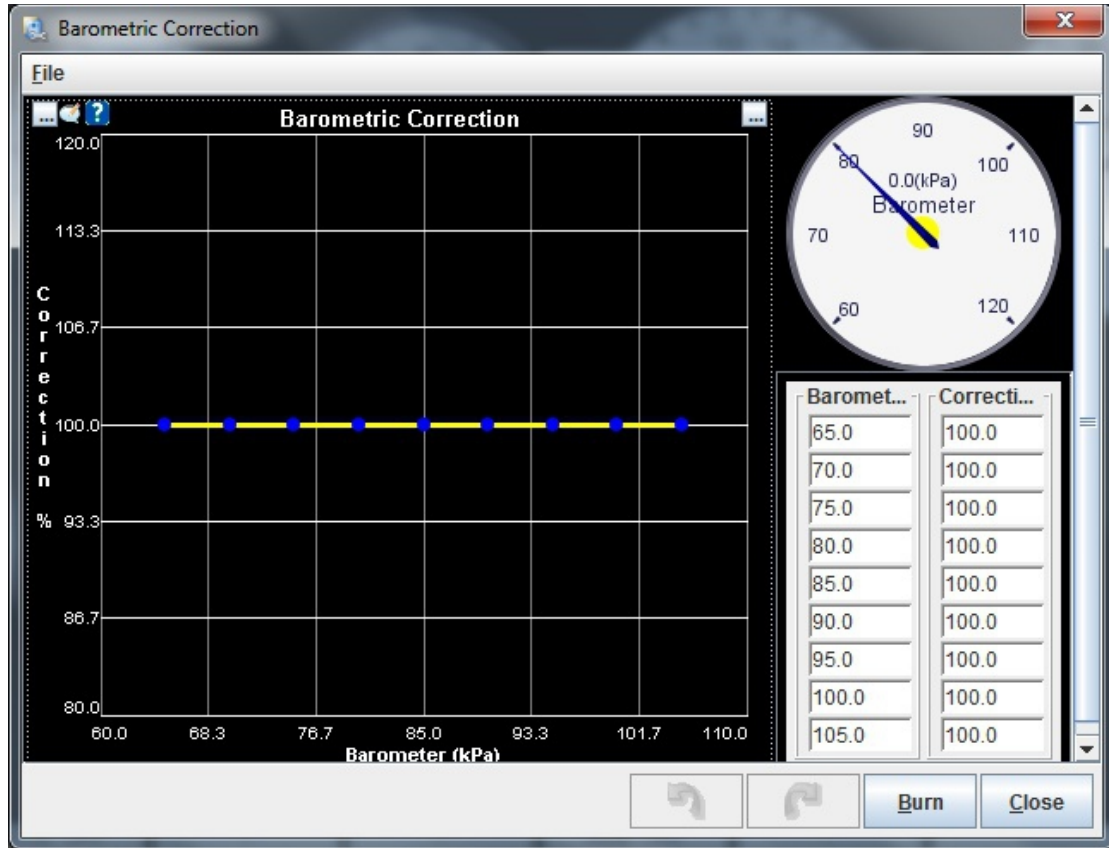 Barometric Correction
File
...
?
Barometric Correction
...
120.0
113.3
106.7
100.0
93.3
86.7
80.0
Correction %
60.0 68.3 76.7 85.0 93.3 101.7 110.0
Barometer (kPa)
90
80 100
0.0(kPa)
Barometer
70 110
60 120
Baromet... Correcti...
65.0 100.0
70.0 100.0
75.0 100.0
80.0 100.0
85.0 100.0
90.0 100.0
95.0 100.0
100.0 100.0
105.0 100.0
Burn Close